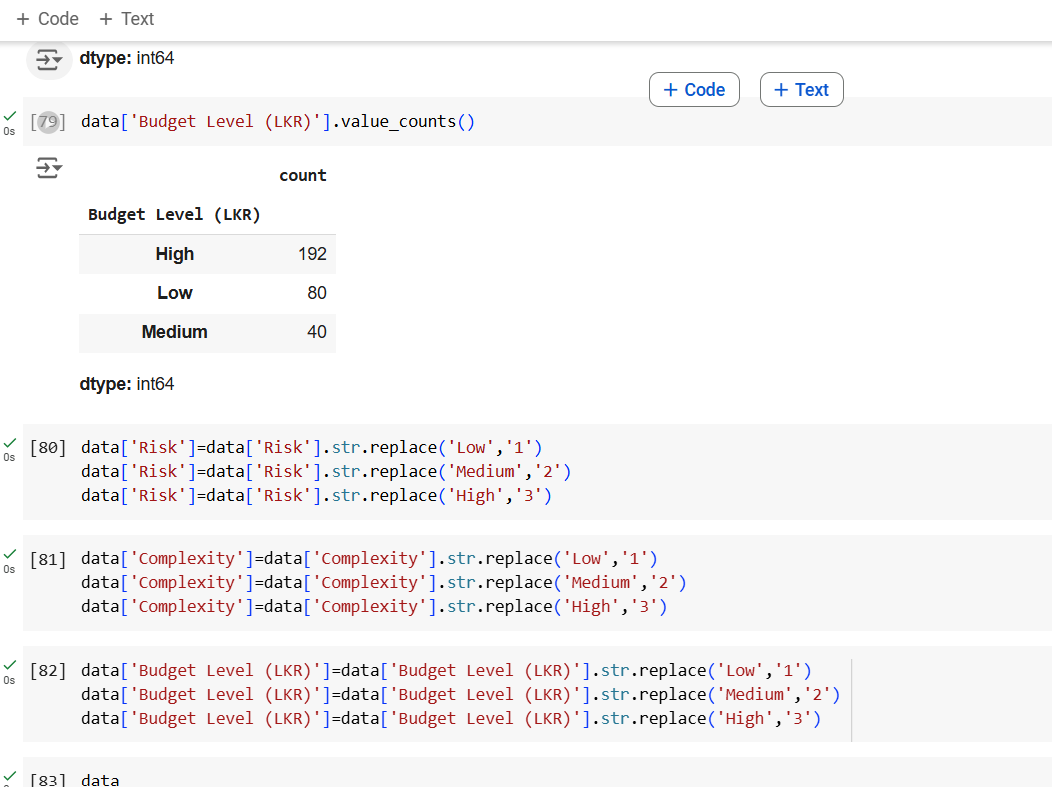 + Code + Text
dtype: int64
+ Code + Text
0s
[79] data['Budget Level (LKR)'].value_counts()
count
Budget Level (LKR)
High 192
Low 80
Medium 40
dtype: int64
0s
[80] data['Risk']=data['Risk'].str.replace('Low','1')
data['Risk']=data['Risk'].str.replace('Medium','2')
data['Risk']=data['Risk'].str.replace('High','3')
0s
[81] data['Complexity']=data['Complexity'].str.replace('Low','1')
data['Complexity']=data['Complexity'].str.replace('Medium','2')
data['Complexity']=data['Complexity'].str.replace('High','3')
0s
[82] data['Budget Level (LKR)']=data['Budget Level (LKR)'].str.replace('Low','1')
data['Budget Level (LKR)']=data['Budget Level (LKR)'].str.replace('Medium','2')
data['Budget Level (LKR)']=data['Budget Level (LKR)'].str.replace('High','3')
[83] data